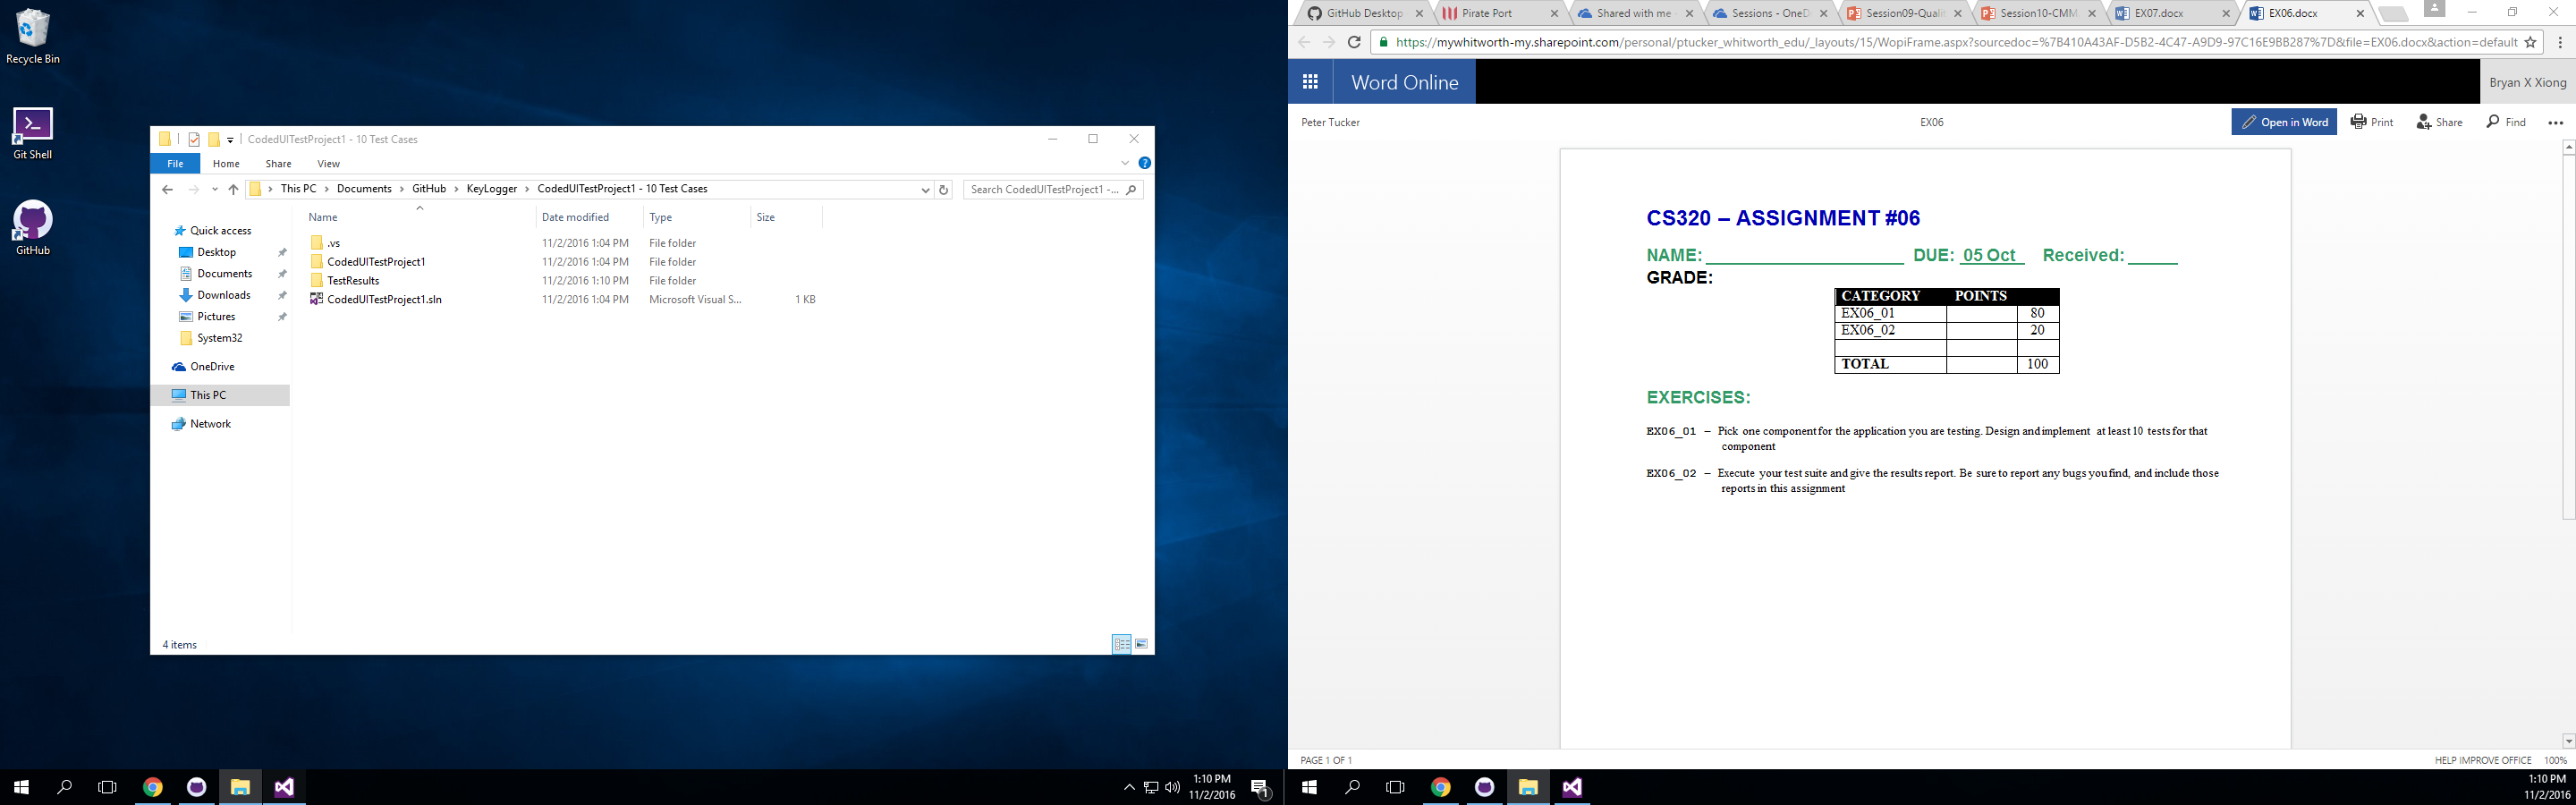 Recycle Bin
Git Shell
GitHub
CodedUITestProject1 - 10 Test Cases
File Home Share View
This PC › Documents › GitHub › KeyLogger › CodedUITestProject1 - 10 Test Cases
Search CodedUITestProject1 -...
Name Date modified Type Size
.vs 11/2/2016 1:04 PM File folder
CodedUITestProject1 11/2/2016 1:04 PM File folder
TestResults 11/2/2016 1:10 PM File folder
CodedUITestProject1.sln 11/2/2016 1:04 PM Microsoft Visual S... 1 KB
Quick access
Desktop
Documents
Downloads
Pictures
System32
OneDrive
This PC
Network
4 items
1:10 PM
11/2/2016
1
GitHub Desktop
Pirate Port
Shared with me -
Sessions - OneD
Session09-Quali
Session10-CMM
EX07.docx
EX06.docx
https://mywhitworth-my.sharepoint.com/personal/ptucker_whitworth_edu/_layouts/15/WopiFrame.aspx?sourcedoc=%7B410A43AF-D5B2-4C47-A9D9-97C16E9BB287%7D&file=EX06.docx&action=default
Word Online
Bryan X Xiong
Peter Tucker
EX06
Open in Word Print Share Find
CS320 – ASSIGNMENT #06
NAME: ____________________ DUE: 05 Oct Received: _____
GRADE:
CATEGORY POINTS
EX06_01 80
EX06_02 20
TOTAL 100
EXERCISES:
EX06_01 – Pick one component for the application you are testing. Design and implement at least 10 tests for that
component
EX06_02 – Execute your test suite and give the results report. Be sure to report any bugs you find, and include those
reports in this assignment
PAGE 1 OF 1
HELP IMPROVE OFFICE 100%
1:10 PM
11/2/2016